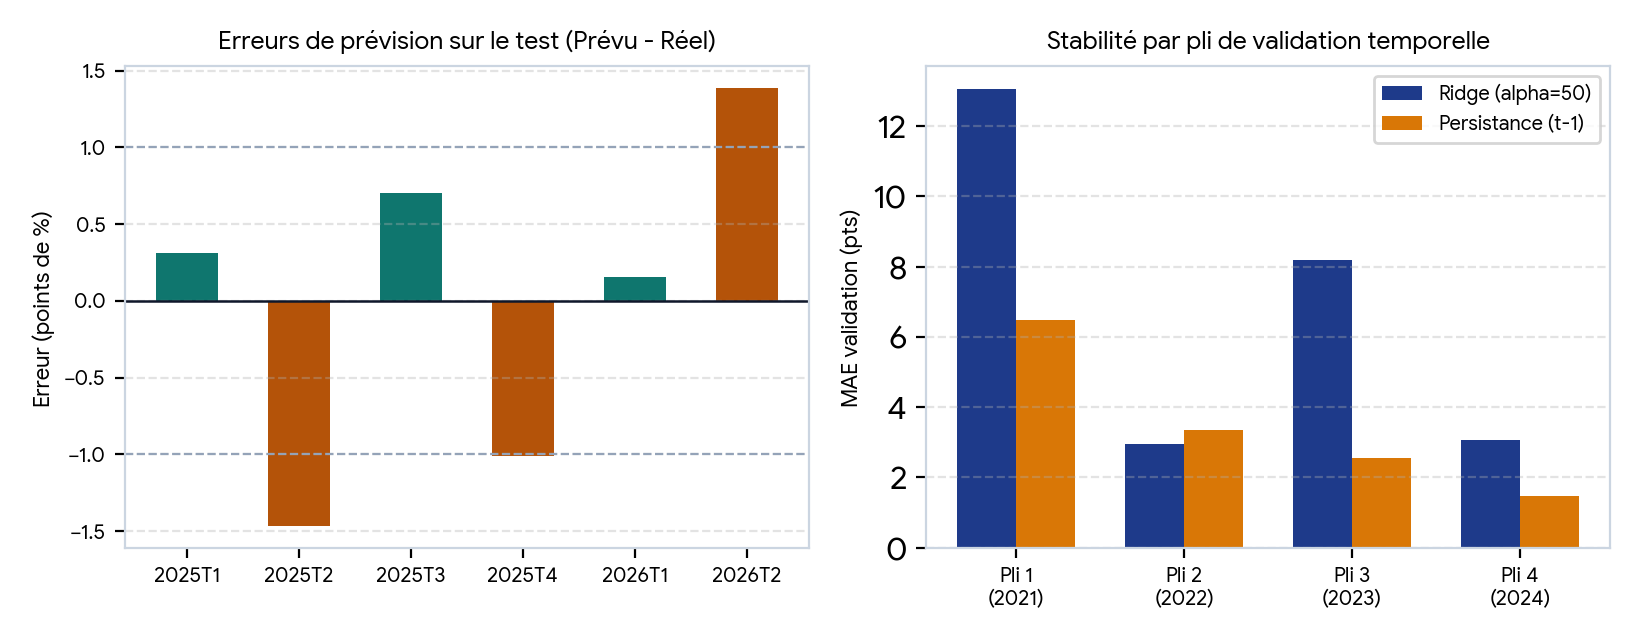 Erreurs de prévision sur le test (Prévu - Réel)
Erreur (points de %)
1.5
1.0
0.5
0.0
−0.5
−1.0
−1.5
2025T1
2025T2
2025T3
2025T4
2026T1
2026T2
Stabilité par pli de validation temporelle
Ridge (alpha=50)
Persistance (t-1)
MAE validation (pts)
12
10
8
6
4
2
0
Pli 1
(2021)
Pli 2
(2022)
Pli 3
(2023)
Pli 4
(2024)